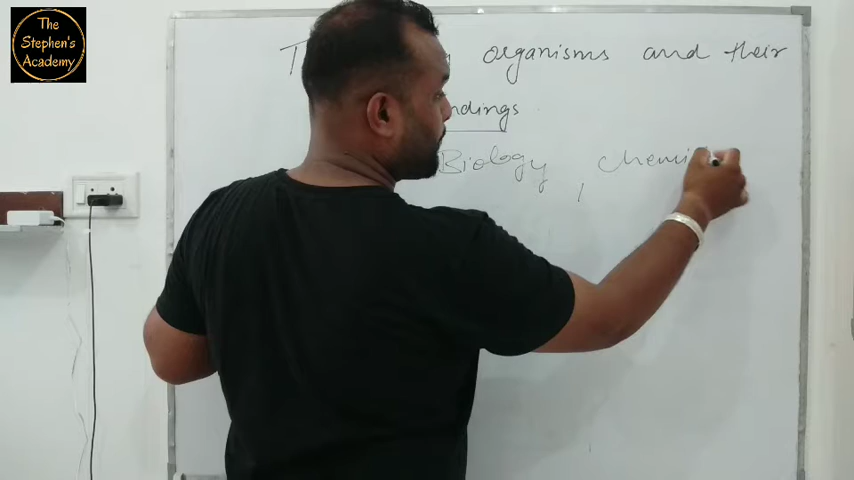 The
Stephen's
Academy
organisms and their
ndings
Biology, chemi